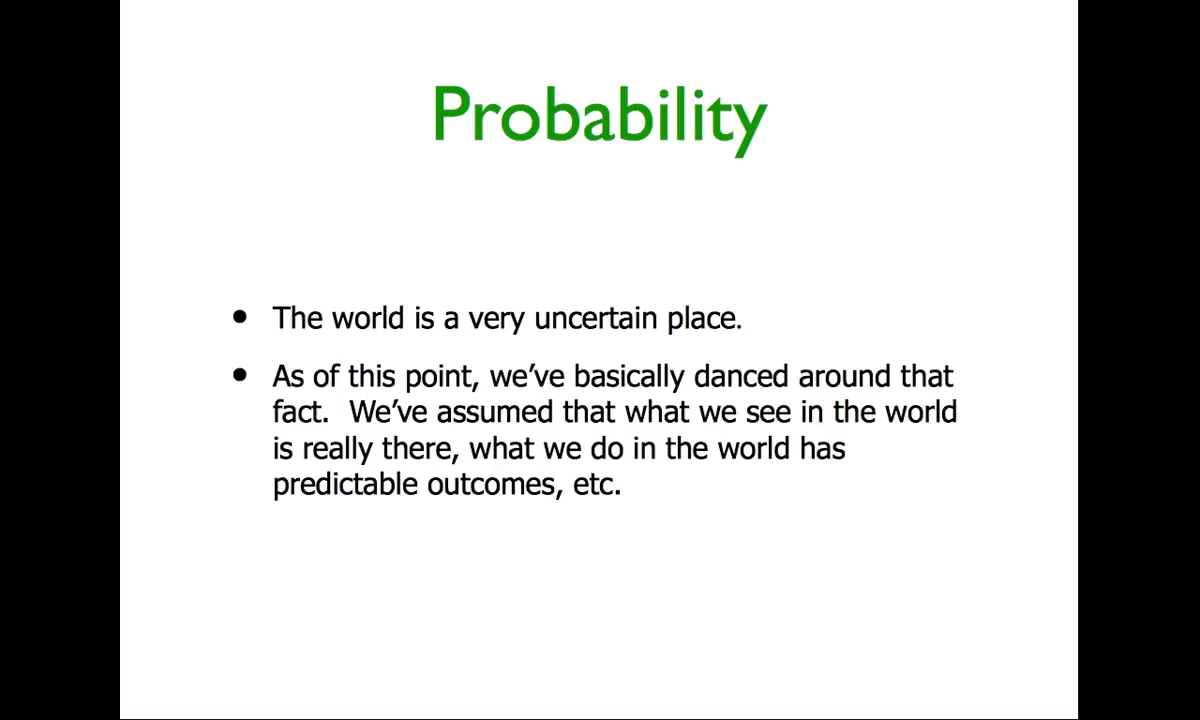 Probability
• The world is a very uncertain place.
• As of this point, we’ve basically danced around that
fact.  We’ve assumed that what we see in the world
is really there, what we do in the world has
predictable outcomes, etc.